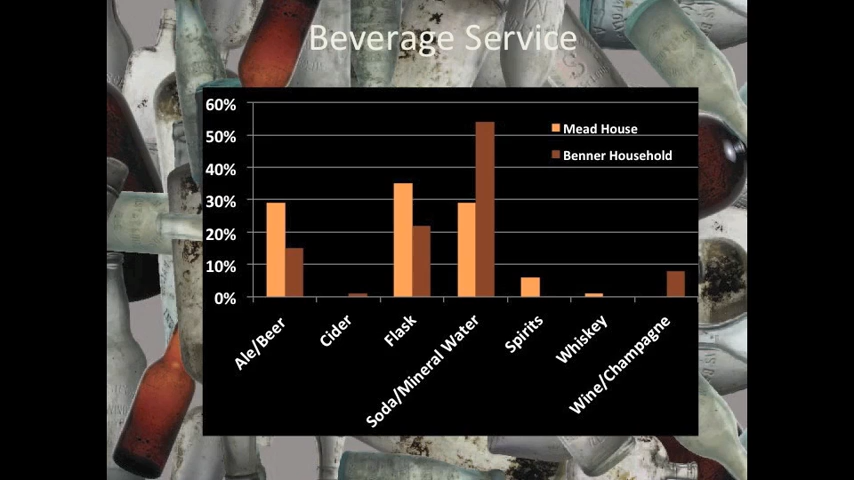 Beverage Service
60%
50%
40%
30%
20%
10%
0%
Mead House
Benner Household
Ale/Beer
Cider
Flask
Soda/Mineral Water
Spirits
Whiskey
Wine/Champagne